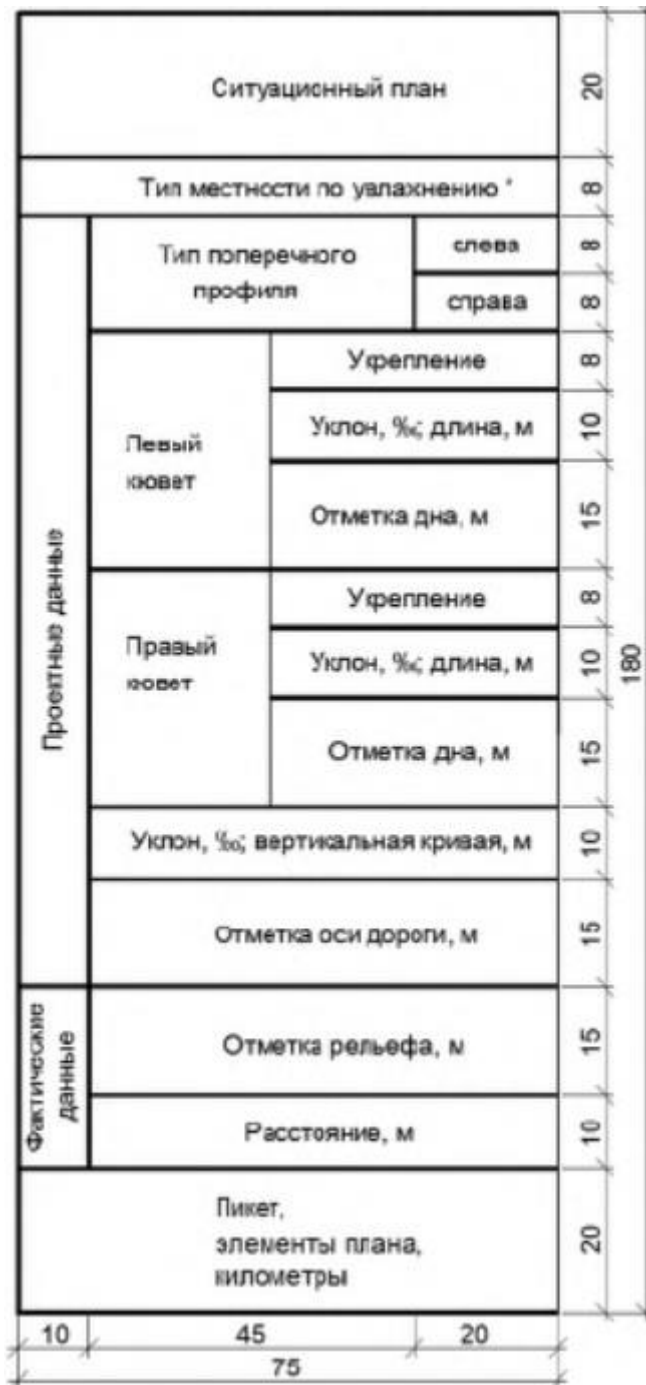 Ситуационный план
20
Тип местности по увлахнению *
8
Проектные данные
Тип поперечного
профиля
слева
8
справа
8
Левый
кювет
Укрепление
8
Уклон, ‰; длина, м
10
Отметка дна, м
15
Правый
кювет
Укрепление
8
Уклон, ‰; длина, м
10
Отметка дна, м
15
180
Уклон, ‰; вертикальная кривая, м
10
Отметка оси дороги, м
15
Фактические
данные
Отметка рельефа, м
15
Расстояние, м
10
Пикет,
элементы плана,
километры
20
10
45
20
75